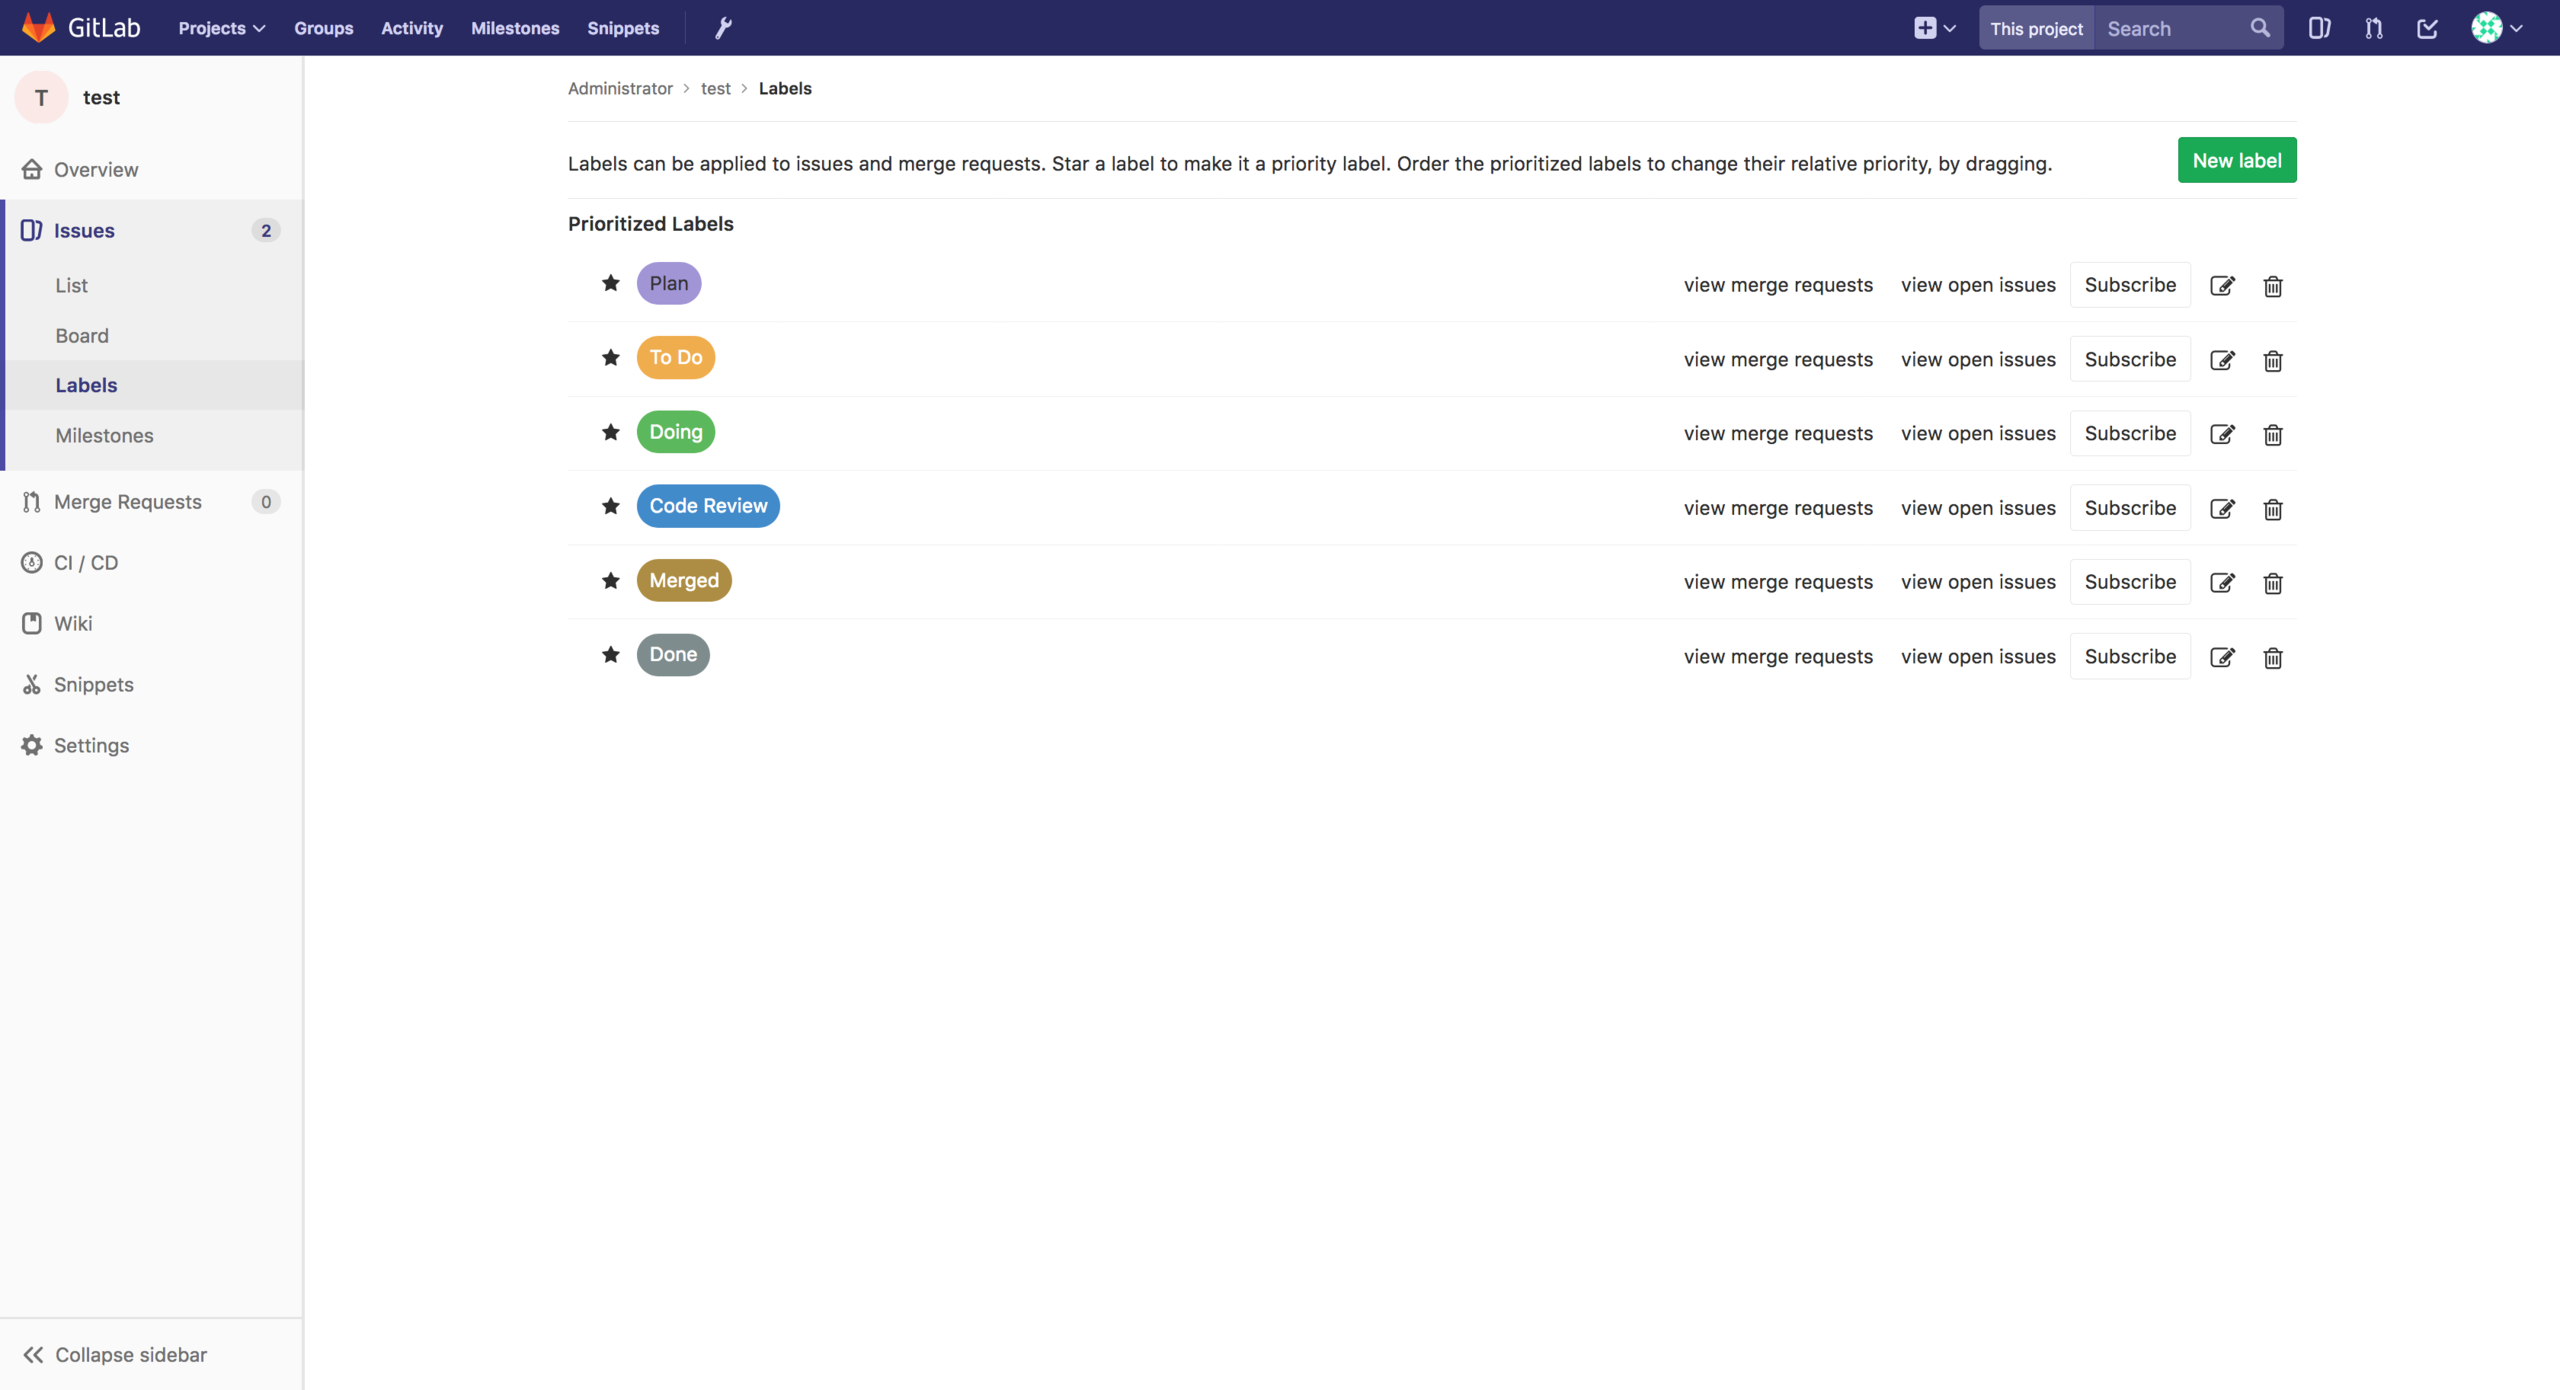 GitLab Projects Groups Activity Milestones Snippets This project Search
T test
Overview
Issues 2
List
Board
Labels
Milestones
Merge Requests 0
CI / CD
Wiki
Snippets
Settings
Collapse sidebar
Administrator > test > Labels
Labels can be applied to issues and merge requests. Star a label to make it a priority label. Order the prioritized labels to change their relative priority, by dragging. New label
Prioritized Labels
Plan view merge requests view open issues Subscribe
To Do view merge requests view open issues Subscribe
Doing view merge requests view open issues Subscribe
Code Review view merge requests view open issues Subscribe
Merged view merge requests view open issues Subscribe
Done view merge requests view open issues Subscribe